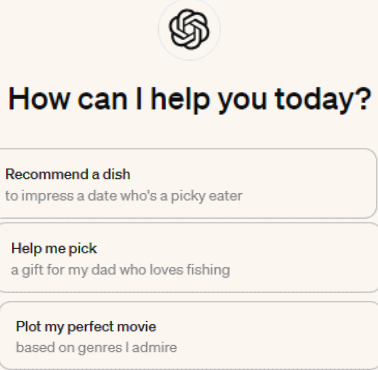 How can I help you today?
Recommend a dish
to impress a date who's a picky eater
Help me pick
a gift for my dad who loves fishing
Plot my perfect movie
based on genres I admire